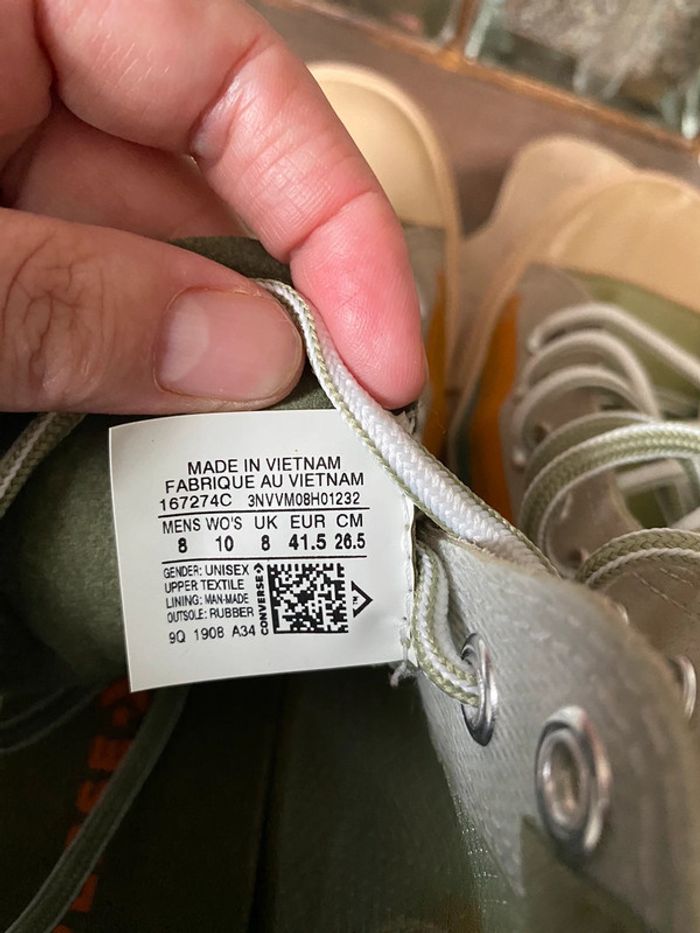 MADE IN VIETNAM
FABRIQUE AU VIETNAM
167274C 3NVVM08H01232
MENS WO'S UK EUR CM
8 10 8 41.5 26.5
GENDER: UNISEX
UPPER TEXTILE
LINING: MAN-MADE
OUTSOLE: RUBBER
9Q 1908 A34
CONVERSE
TM